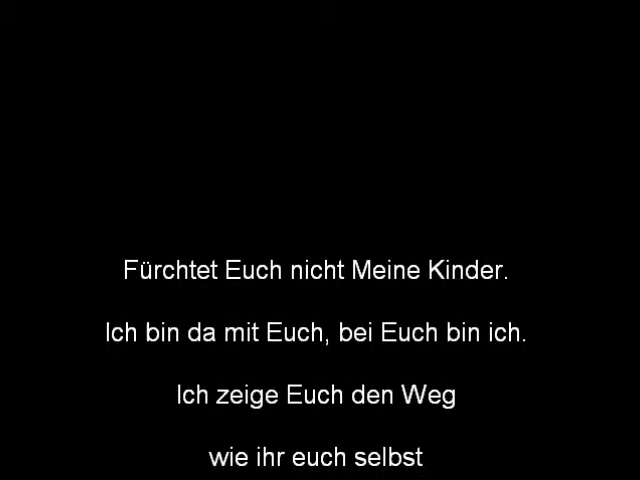 Fürchtet Euch nicht Meine Kinder.
Ich bin da mit Euch, bei Euch bin ich.
Ich zeige Euch den Weg
wie ihr euch selbst